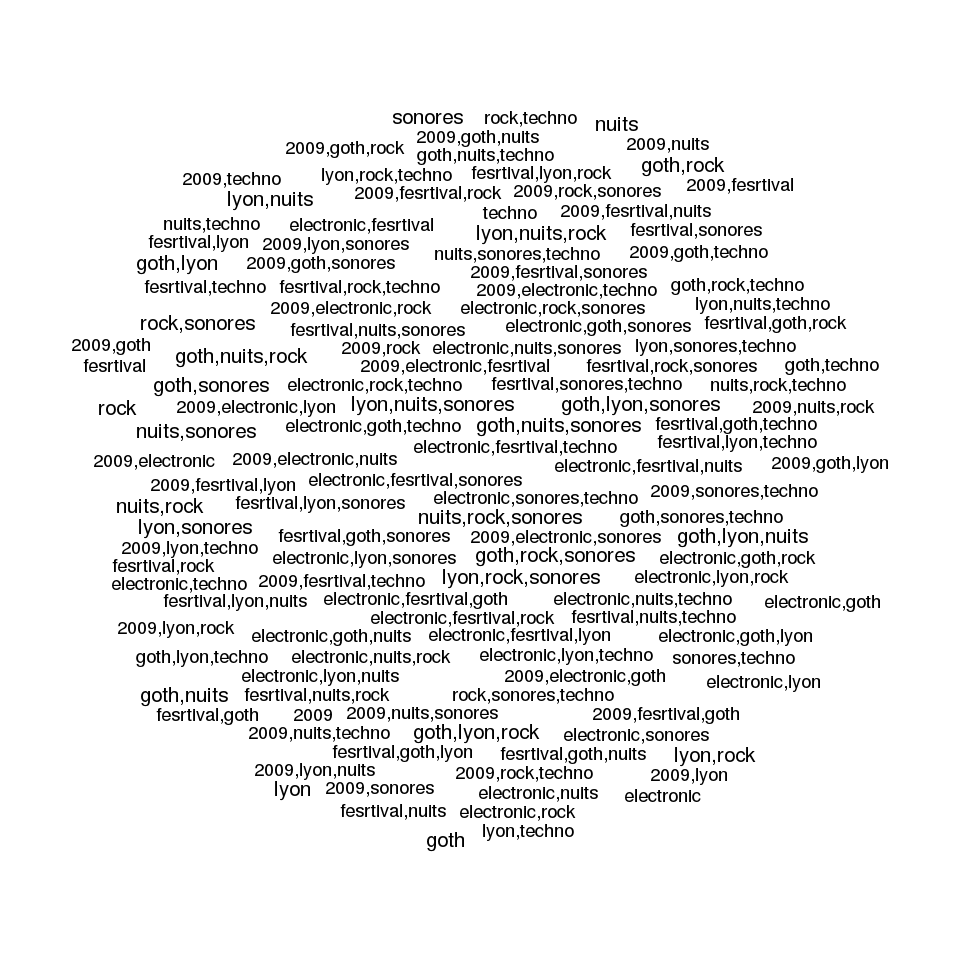 sonores rock,techno nuits
2009,goth,nuits
2009,goth,rock 2009,nuits
goth,nuits,techno
goth,rock
lyon,rock,techno fesrtival,lyon,rock
2009,techno 2009,fesrtival
2009,fesrtival,rock 2009,rock,sonores
lyon,nuits
techno 2009,fesrtival,nuits
nuits,techno electronic,fesrtival
lyon,nuits,rock fesrtival,sonores
fesrtival,lyon 2009,lyon,sonores
nuits,sonores,techno 2009,goth,techno
goth,lyon 2009,goth,sonores
2009,fesrtival,sonores
fesrtival,techno fesrtival,rock,techno 2009,electronic,techno goth,rock,techno
2009,electronic,rock electronic,rock,sonores lyon,nuits,techno
rock,sonores fesrtival,nuits,sonores electronic,goth,sonores fesrtival,goth,rock
2009,goth 2009,rock electronic,nuits,sonores lyon,sonores,techno
goth,nuits,rock
fesrtival 2009,electronic,fesrtival fesrtival,rock,sonores goth,techno
goth,sonores electronic,rock,techno fesrtival,sonores,techno nuits,rock,techno
rock 2009,electronic,lyon lyon,nuits,sonores goth,lyon,sonores 2009,nuits,rock
nuits,sonores electronic,goth,techno goth,nuits,sonores fesrtival,goth,techno
electronic,fesrtival,techno fesrtival,lyon,techno
2009,electronic 2009,electronic,nuits electronic,fesrtival,nuits 2009,goth,lyon
2009,fesrtival,lyon electronic,fesrtival,sonores
2009,sonores,techno
nuits,rock fesrtival,lyon,sonores electronic,sonores,techno
nuits,rock,sonores goth,sonores,techno
lyon,sonores
fesrtival,goth,sonores 2009,electronic,sonores goth,lyon,nuits
2009,lyon,techno
electronic,lyon,sonores goth,rock,sonores electronic,goth,rock
fesrtival,rock
electronic,techno 2009,fesrtival,techno lyon,rock,sonores electronic,lyon,rock
fesrtival,lyon,nuits electronic,fesrtival,goth electronic,nuits,techno electronic,goth
electronic,fesrtival,rock fesrtival,nuits,techno
2009,lyon,rock electronic,goth,nuits electronic,fesrtival,lyon electronic,goth,lyon
goth,lyon,techno electronic,nuits,rock electronic,lyon,techno sonores,techno
electronic,lyon,nuits 2009,electronic,goth electronic,lyon
goth,nuits fesrtival,nuits,rock rock,sonores,techno
fesrtival,goth 2009 2009,nuits,sonores 2009,fesrtival,goth
2009,nuits,techno goth,lyon,rock electronic,sonores
fesrtival,goth,lyon fesrtival,goth,nuits lyon,rock
2009,lyon,nuits 2009,rock,techno 2009,lyon
lyon 2009,sonores electronic,nuits electronic
fesrtival,nuits electronic,rock
goth lyon,techno